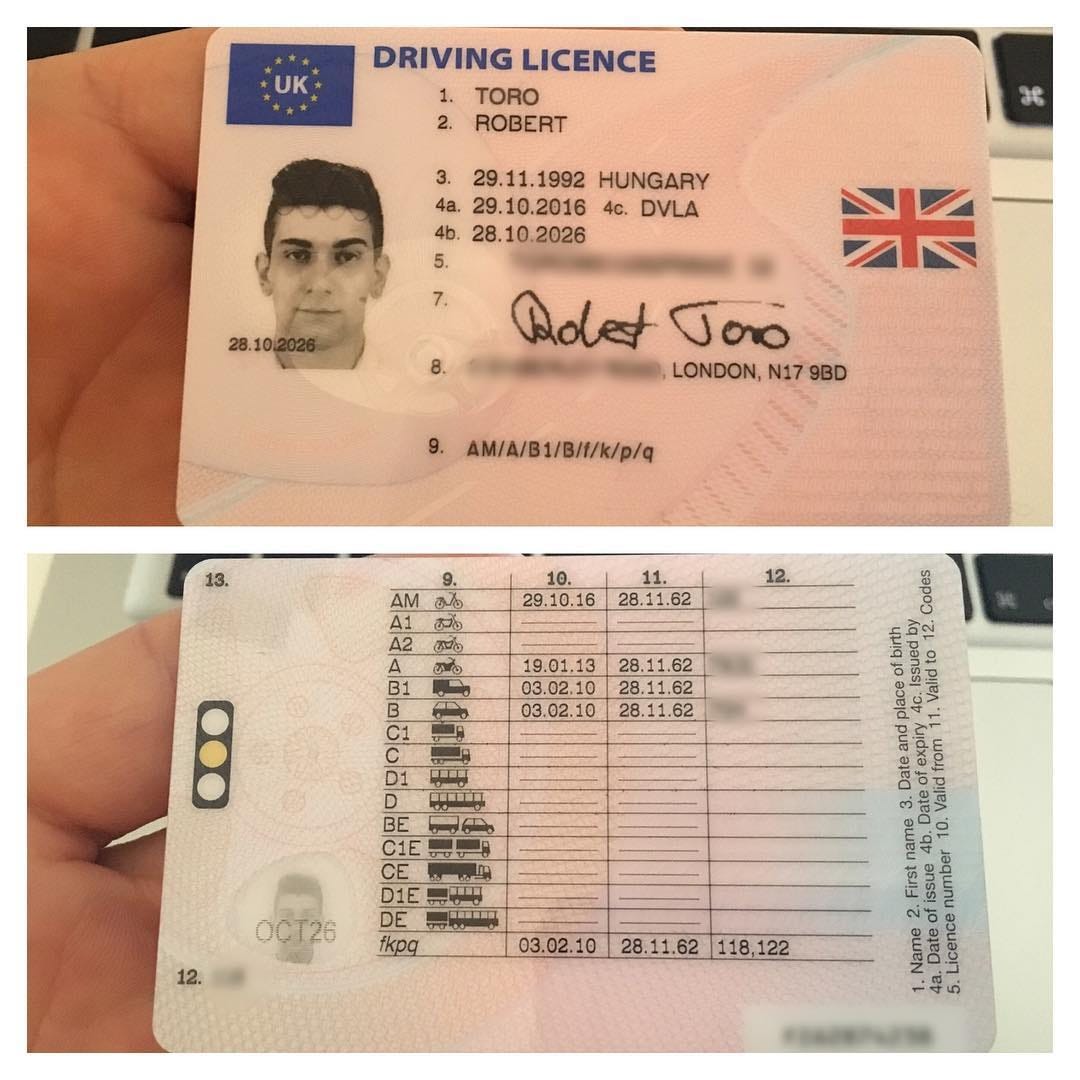 UK
DRIVING LICENCE
1. TORO
2. ROBERT
3. 29.11.1992 HUNGARY
4a. 29.10.2016 4c. DVLA
4b. 28.10.2026
5.
7. Robert Toro
28.10.2026
8. , LONDON, N17 9BD
9. AM/A/B1/B/f/k/p/q
⌘
13. 9. 10. 11. 12.
AM 29.10.16 28.11.62
A1
A2
A 19.01.13 28.11.62
B1 03.02.10 28.11.62
B 03.02.10 28.11.62
C1
C
D1
D
BE
C1E
CE
D1E
DE
fkpq 03.02.10 28.11.62 118,122
OCT26
12.
1. Name 2. First name 3. Date and place of birth
4a. Date of issue 4b. Date of expiry 4c. Issued by
5. Licence number 10. Valid from 11. Valid to 12. Codes